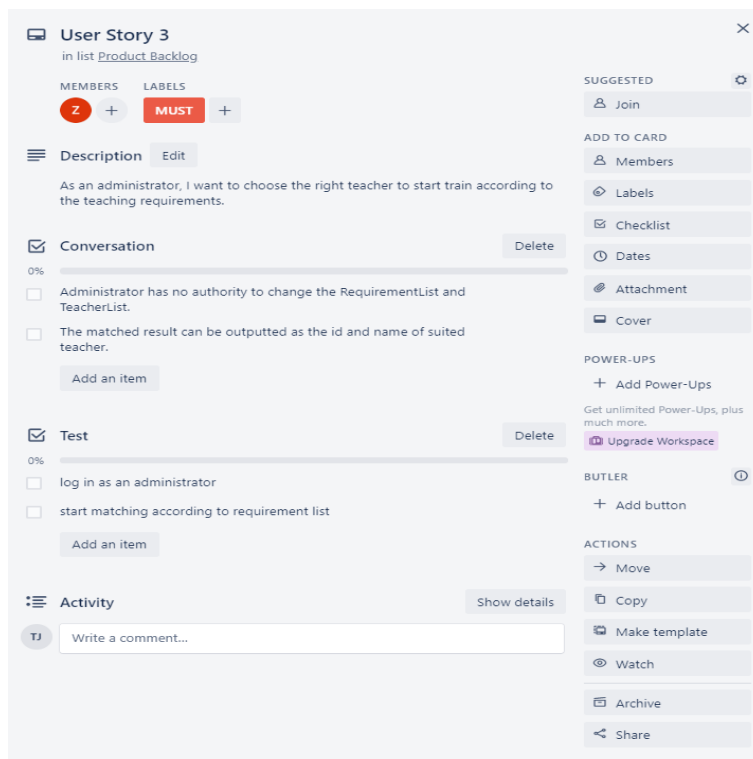 User Story 3
in list Product Backlog
MEMBERS LABELS
Z + MUST +
Description Edit
As an administrator, I want to choose the right teacher to start train according to
the teaching requirements.
Conversation Delete
0%
Administrator has no authority to change the RequirementList and
TeacherList.
The matched result can be outputted as the id and name of suited
teacher.
Add an item
Test Delete
0%
log in as an administrator
start matching according to requirement list
Add an item
Activity Show details
TJ Write a comment...
SUGGESTED
Join
ADD TO CARD
Members
Labels
Checklist
Dates
Attachment
Cover
POWER-UPS
+ Add Power-Ups
Get unlimited Power-Ups, plus
much more.
Upgrade Workspace
BUTLER
+ Add button
ACTIONS
Move
Copy
Make template
Watch
Archive
Share